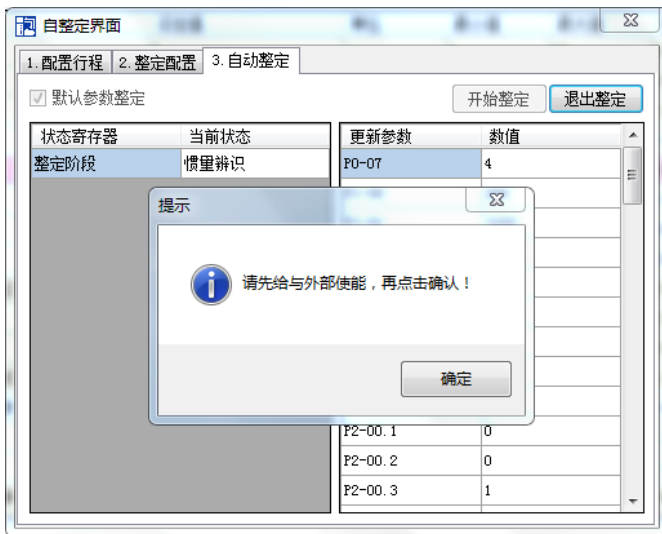 自整定界面
1.配置行程 2.整定配置 3.自动整定
默认参数整定 开始整定 退出整定
状态寄存器 当前状态 更新参数 数值
整定阶段 惯量辨识 P0-07 4
提示
请先给与外部使能，再点击确认！
确定
P2-00.1 0
P2-00.2 0
P2-00.3 1